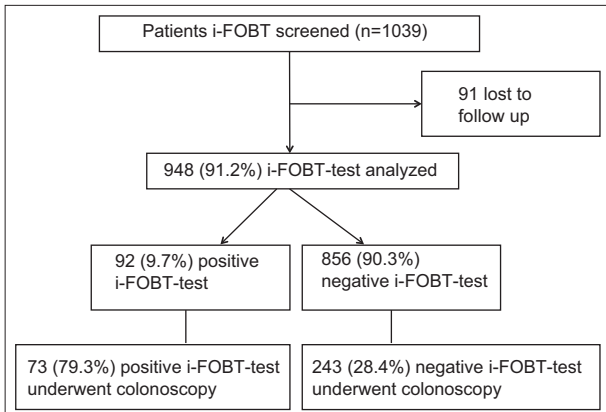 Patients i-FOBT screened (n=1039)
91 lost to
follow up
948 (91.2%) i-FOBT-test analyzed
92 (9.7%) positive
i-FOBT-test
856 (90.3%)
negative i-FOBT-test
73 (79.3%) positive i-FOBT-test
underwent colonoscopy
243 (28.4%) negative i-FOBT-test
underwent colonoscopy